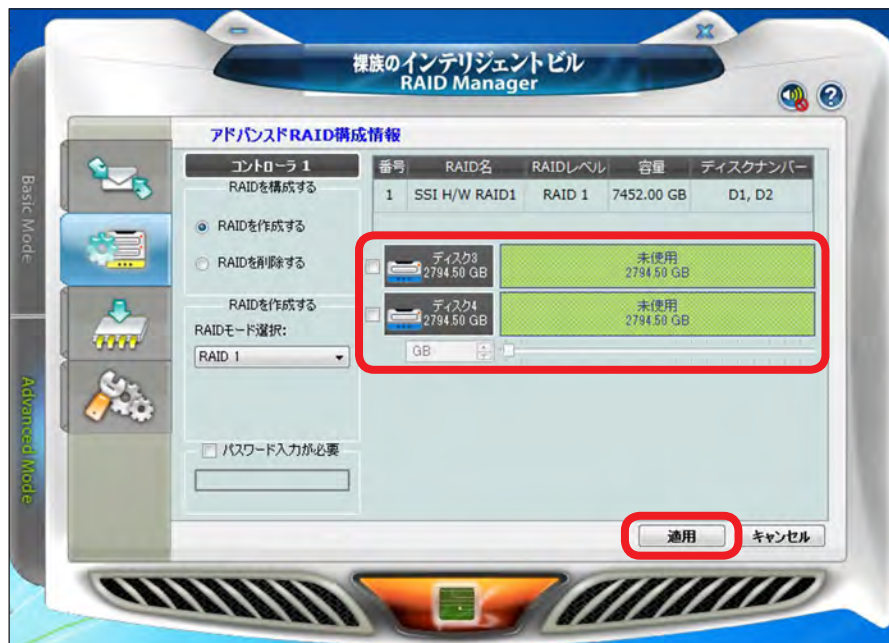 裸族のインテリジェントビル
RAID Manager
アドバンスドRAID構成情報
Basic Mode
Advanced Mode
コントローラ 1
RAIDを構成する
RAIDを作成する
RAIDを削除する
RAIDを作成する
RAIDモード選択:
RAID 1
パスワード入力が必要
番号 RAID名 RAIDレベル 容量 ディスクナンバー
1 SSI H/W RAID1 RAID 1 7452.00 GB D1, D2
ディスク3
2794.50 GB
未使用
2794.50 GB
ディスク4
2794.50 GB
未使用
2794.50 GB
GB
適用 キャンセル